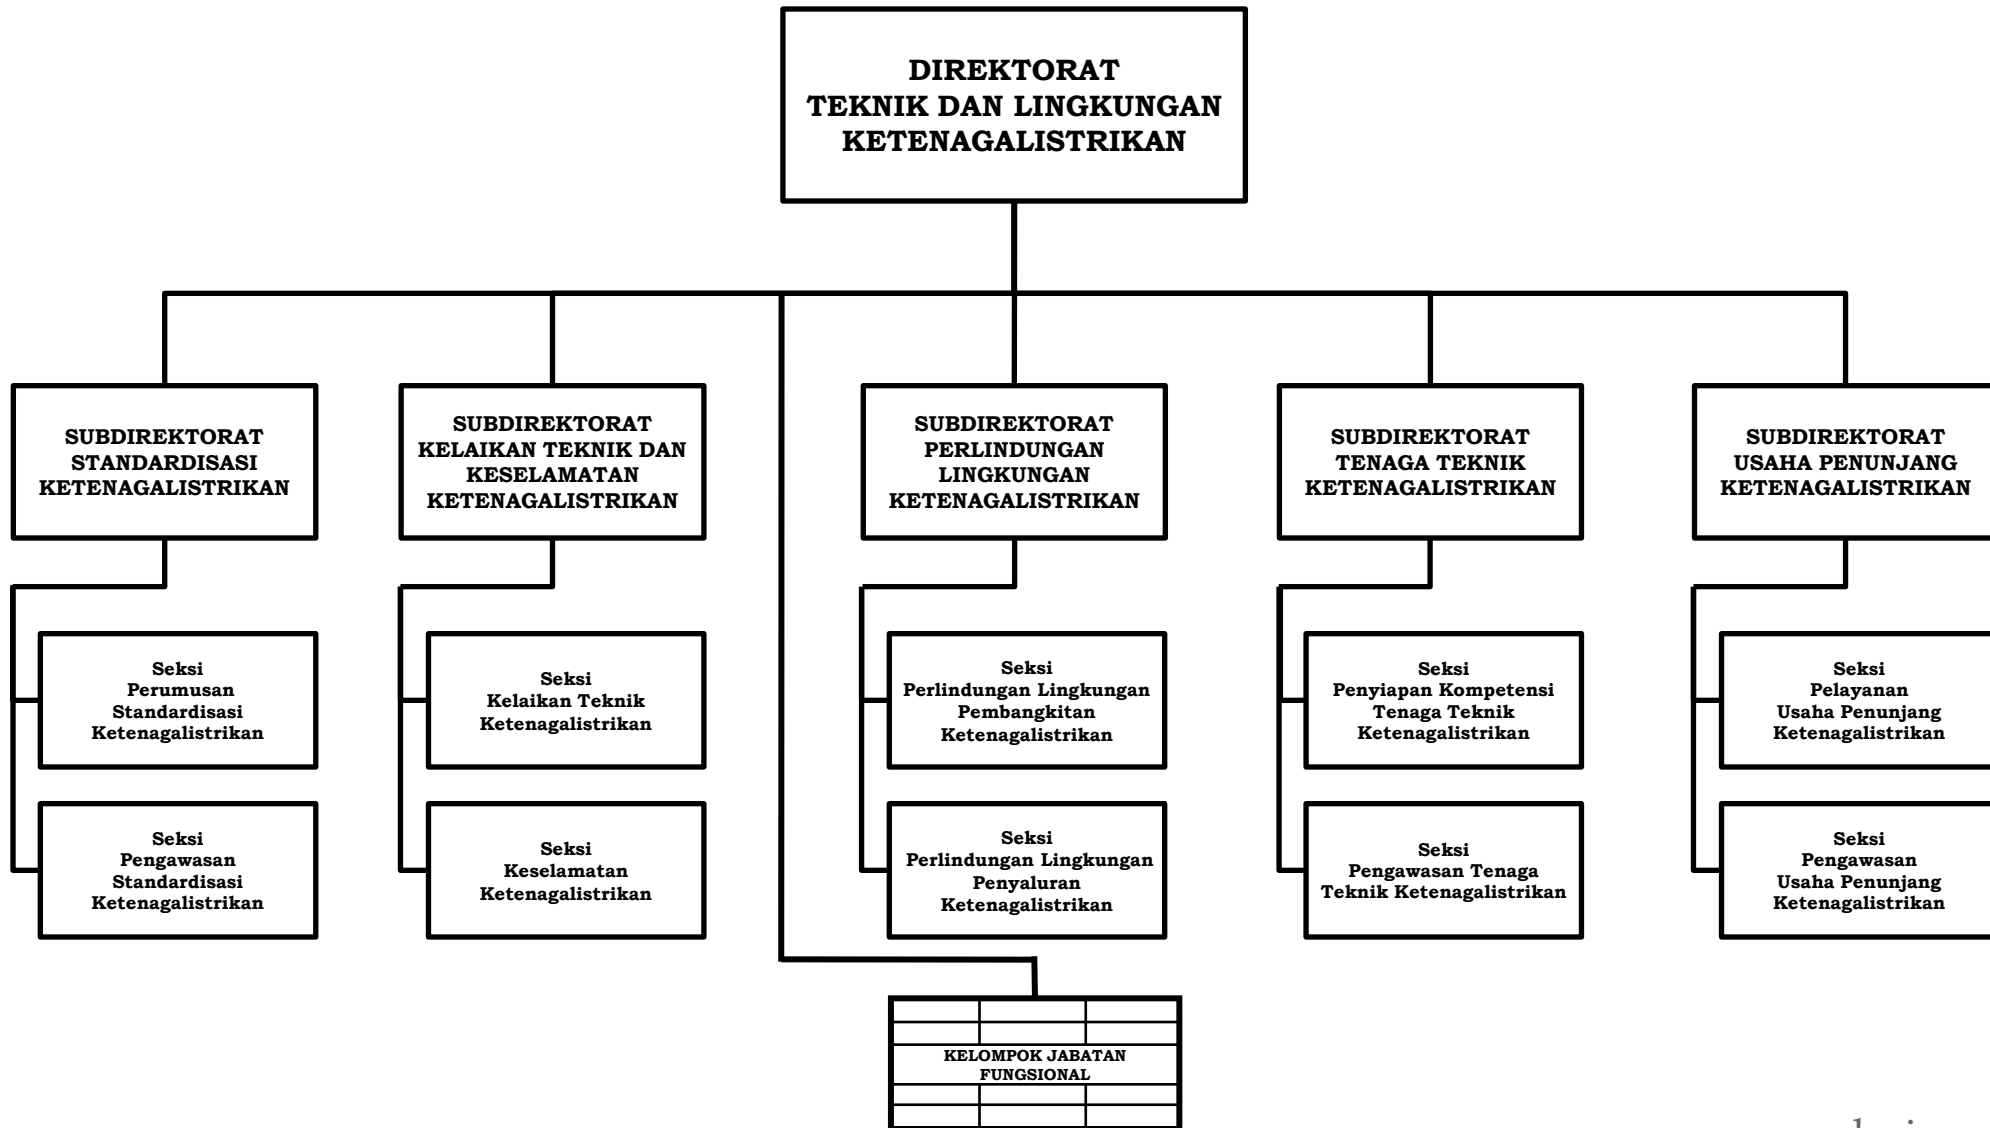 DIREKTORAT
TEKNIK DAN LINGKUNGAN
KETENAGALISTRIKAN
SUBDIREKTORAT
STANDARDISASI
KETENAGALISTRIKAN
SUBDIREKTORAT
KELAIKAN TEKNIK DAN
KESELAMATAN
KETENAGALISTRIKAN
SUBDIREKTORAT
PERLINDUNGAN
LINGKUNGAN
KETENAGALISTRIKAN
SUBDIREKTORAT
TENAGA TEKNIK
KETENAGALISTRIKAN
SUBDIREKTORAT
USAHA PENUNJANG
KETENAGALISTRIKAN
Seksi
Perumusan
Standardisasi
Ketenagalistrikan
Seksi
Kelaikan Teknik
Ketenagalistrikan
Seksi
Perlindungan Lingkungan
Pembangkitan
Ketenagalistrikan
Seksi
Penyiapan Kompetensi
Tenaga Teknik
Ketenagalistrikan
Seksi
Pelayanan
Usaha Penunjang
Ketenagalistrikan
Seksi
Pengawasan
Standardisasi
Ketenagalistrikan
Seksi
Keselamatan
Ketenagalistrikan
Seksi
Perlindungan Lingkungan
Penyaluran
Ketenagalistrikan
Seksi
Pengawasan Tenaga
Teknik Ketenagalistrikan
Seksi
Pengawasan
Usaha Penunjang
Ketenagalistrikan
KELOMPOK JABATAN
FUNGSIONAL